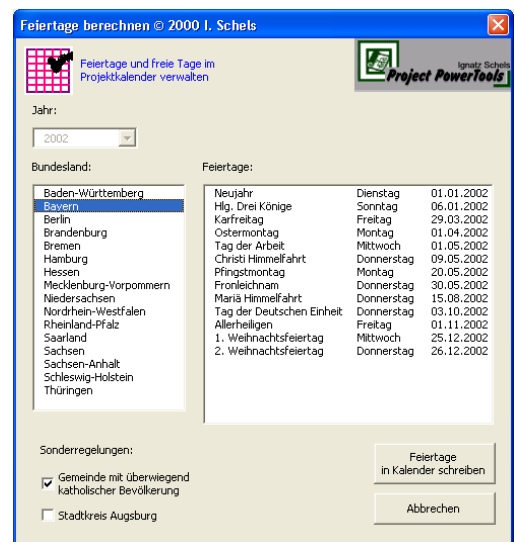 Feiertage berechnen © 2000 I. Schels
Feiertage und freie Tage im
Projektkalender verwalten
Ignatz Schels
Project PowerTools
Jahr:
2002
Bundesland:
Baden-Württemberg
Bayern
Berlin
Brandenburg
Bremen
Hamburg
Hessen
Mecklenburg-Vorpommern
Niedersachsen
Nordrhein-Westfalen
Rheinland-Pfalz
Saarland
Sachsen
Sachsen-Anhalt
Schleswig-Holstein
Thüringen
Feiertage:
Neujahr Dienstag 01.01.2002
Hlg. Drei Könige Sonntag 06.01.2002
Karfreitag Freitag 29.03.2002
Ostermontag Montag 01.04.2002
Tag der Arbeit Mittwoch 01.05.2002
Christi Himmelfahrt Donnerstag 09.05.2002
Pfingstmontag Montag 20.05.2002
Fronleichnam Donnerstag 30.05.2002
Mariä Himmelfahrt Donnerstag 15.08.2002
Tag der Deutschen Einheit Donnerstag 03.10.2002
Allerheiligen Freitag 01.11.2002
1. Weihnachtsfeiertag Mittwoch 25.12.2002
2. Weihnachtsfeiertag Donnerstag 26.12.2002
Sonderregelungen:
Gemeinde mit überwiegend
katholischer Bevölkerung
Stadtkreis Augsburg
Feiertage
in Kalender schreiben
Abbrechen